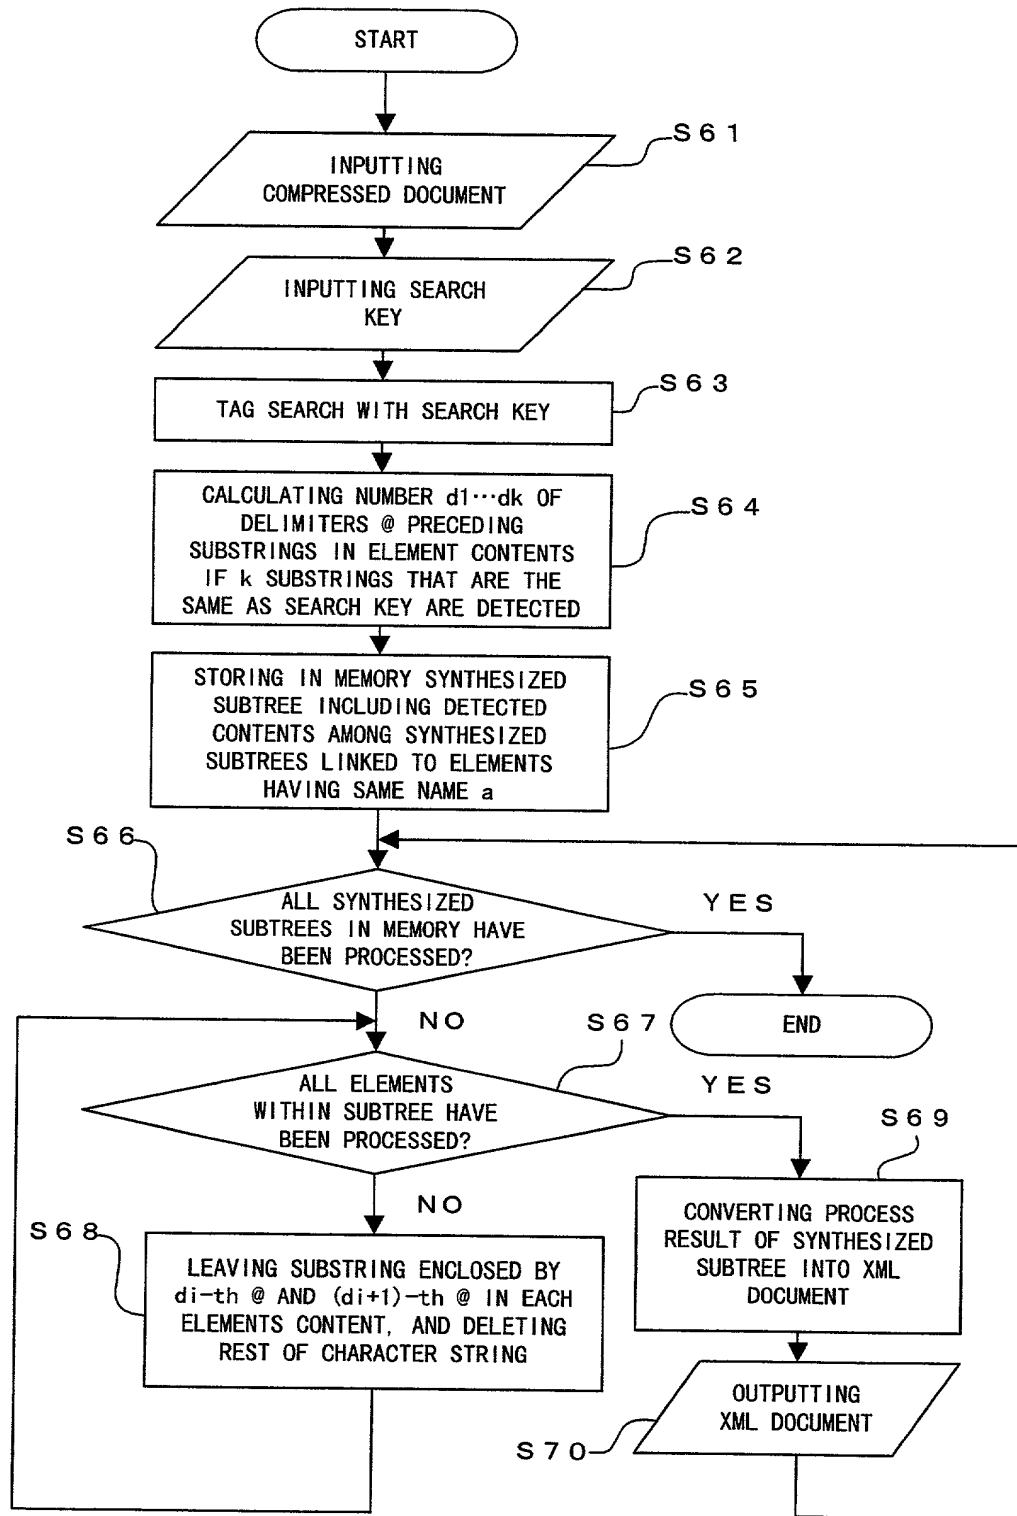 START
S61
INPUTTING
COMPRESSED DOCUMENT
S62
INPUTTING SEARCH
KEY
S63
TAG SEARCH WITH SEARCH KEY
S64
CALCULATING NUMBER d1···dk OF
DELIMITERS @ PRECEDING
SUBSTRINGS IN ELEMENT CONTENTS
IF k SUBSTRINGS THAT ARE THE
SAME AS SEARCH KEY ARE DETECTED
S65
STORING IN MEMORY SYNTHESIZED
SUBTREE INCLUDING DETECTED
CONTENTS AMONG SYNTHESIZED
SUBTREES LINKED TO ELEMENTS
HAVING SAME NAME a
S66
ALL SYNTHESIZED
SUBTREES IN MEMORY HAVE
BEEN PROCESSED?
YES
END
NO
S67
ALL ELEMENTS
WITHIN SUBTREE HAVE
BEEN PROCESSED?
YES
NO
S68
LEAVING SUBSTRING ENCLOSED BY
di-th @ AND (di+1)-th @ IN EACH
ELEMENTS CONTENT, AND DELETING
REST OF CHARACTER STRING
S69
CONVERTING PROCESS
RESULT OF SYNTHESIZED
SUBTREE INTO XML
DOCUMENT
OUTPUTTING
XML DOCUMENT
S70